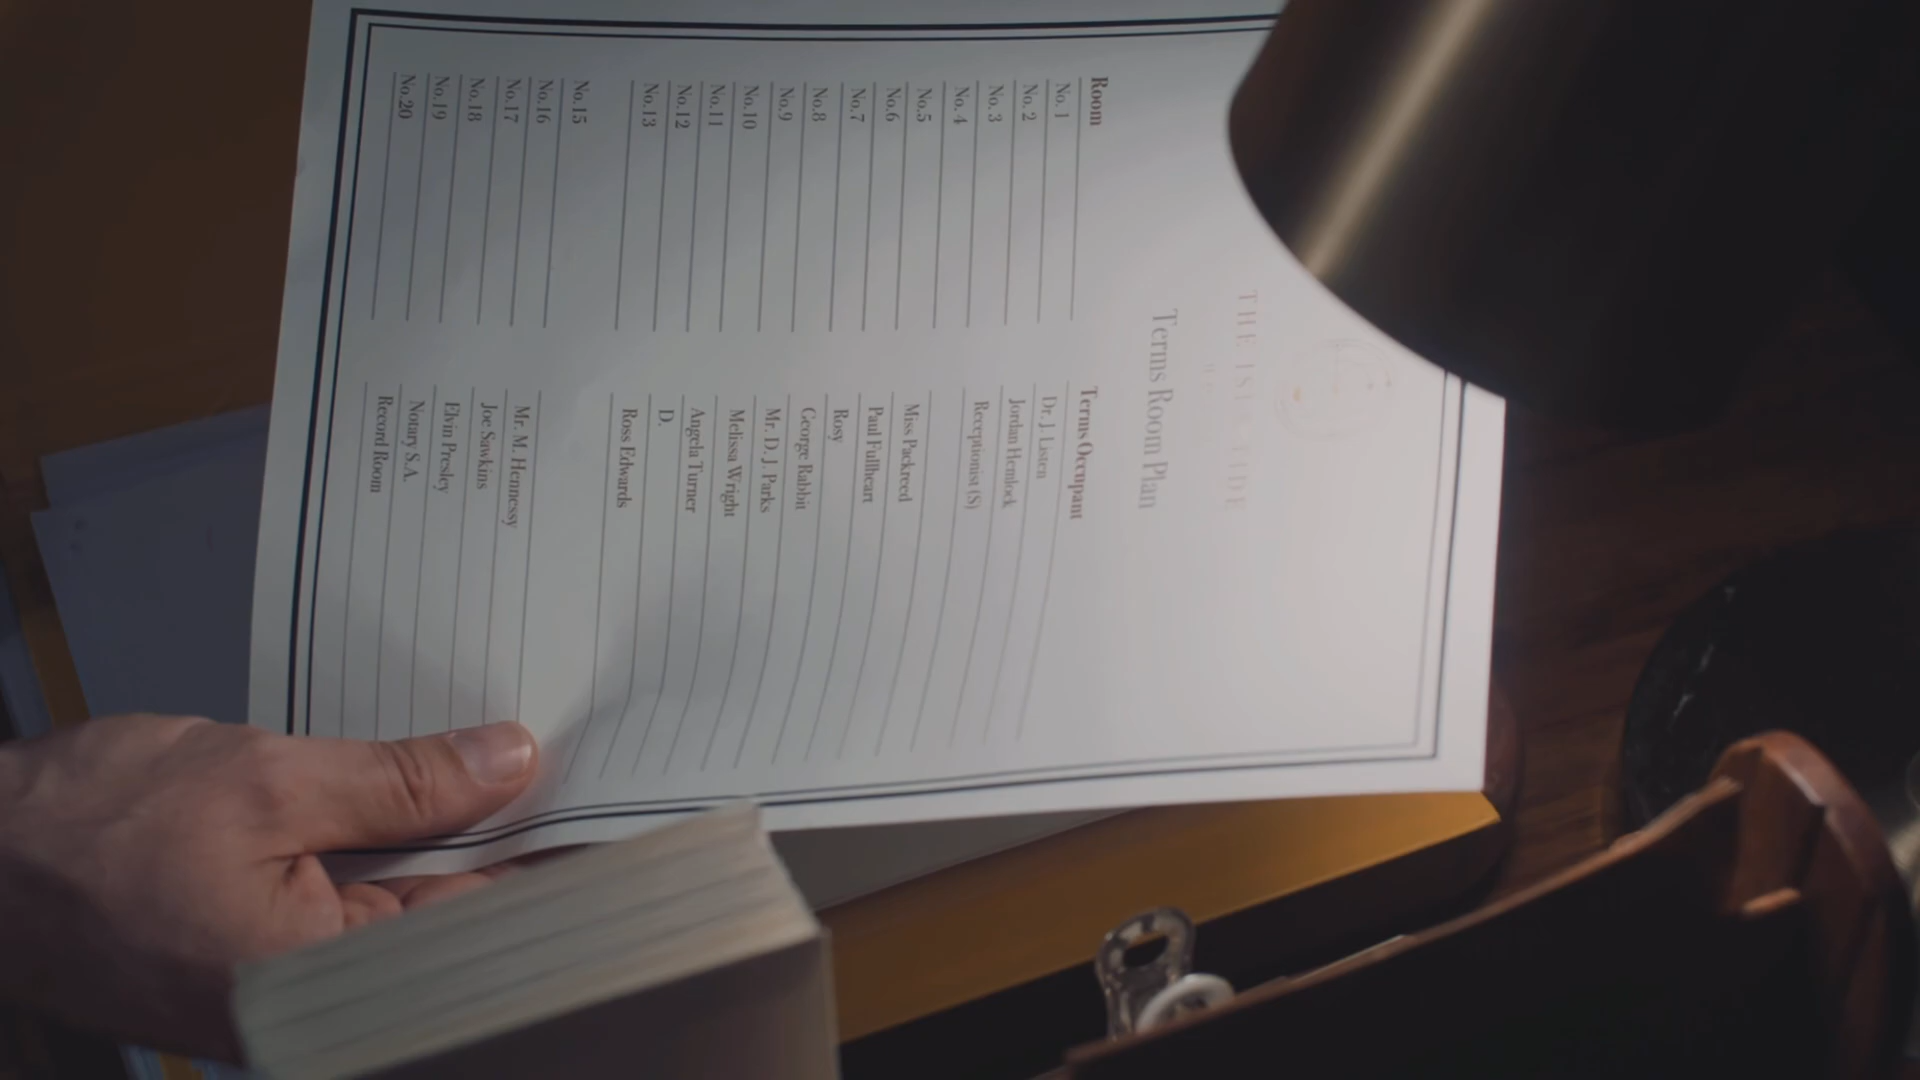 THE
Terms Room Plan
Room Terms Occupant
No. 1 Dr. J. Listen
No. 2 Jordan Hemlock
No. 3 Receptionist (S)
No. 4
No.5 Miss Packreed
No.6 Paul Fullheart
No.7 Rosy
No.8 George Rabbit
No.9 Mr. D. J. Parks
No.10 Melissa Wright
No.11 Angela Turner
No.12 D.
No.13 Ross Edwards
No.15
No.16 Mr. M. Hennessy
No.17 Joe Sawkins
No.18 Elvin Presley
No.19 Notary S.A.
No.20 Record Room